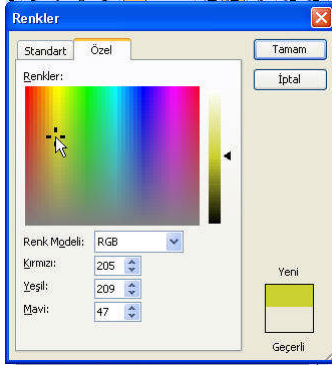 Renkler
Standart Özel
Tamam
İptal
Renkler:
Renk Modeli: RGB
Kırmızı: 205
Yeşil: 209
Mavi: 47
Yeni
Geçerli